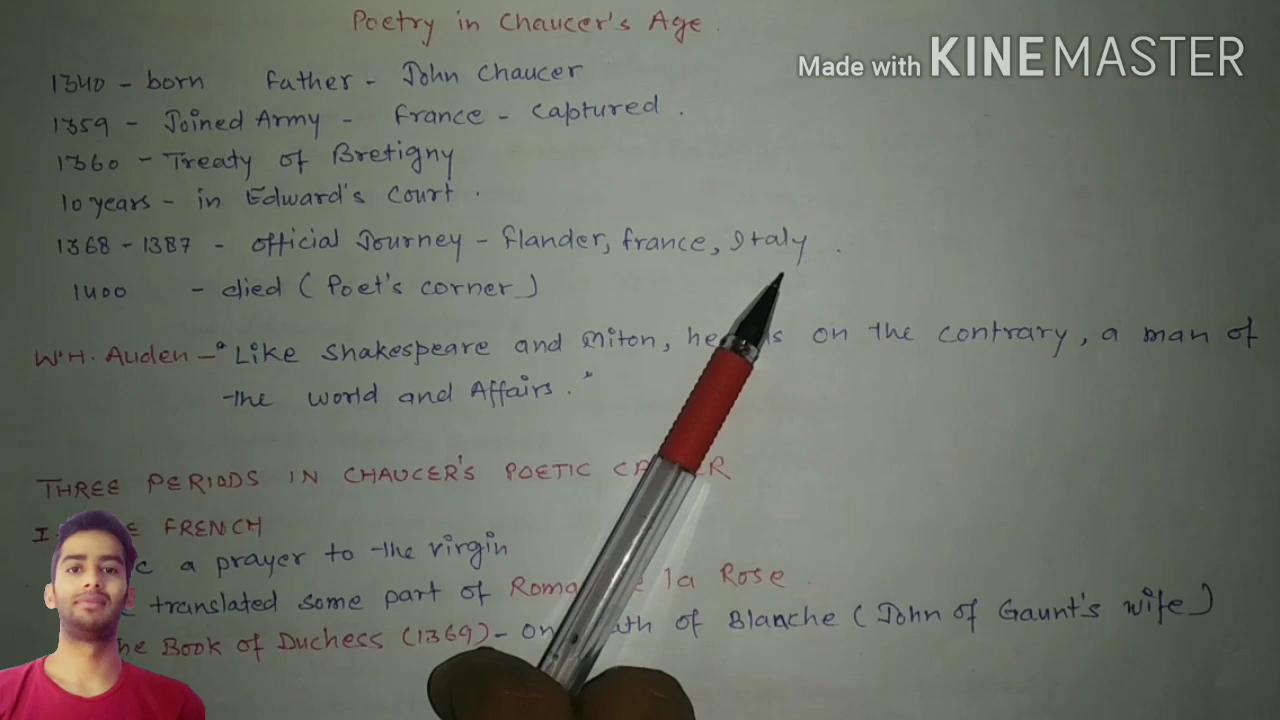 Poetry in Chaucer's Age.
Made with KINEMASTER
1340 - born Father - John Chaucer
1359 - Joined Army - France - captured.
1360 - Treaty of Bretigny
10 years - in Edward's Court.
1368 - 1387 - official Journey - flander, france, Italy.
1400 - died (Poet's corner)
W.H. Auden - "Like Shakespeare and Miton, he on the contrary, a man of
the world and Affairs."
THREE PERIODS IN CHAUCER'S POETIC
FRENCH
a prayer to the virgin
translated some part of la Rose
Book of Duchess (1369) - on of Blanche (John of Gaunt's wife)